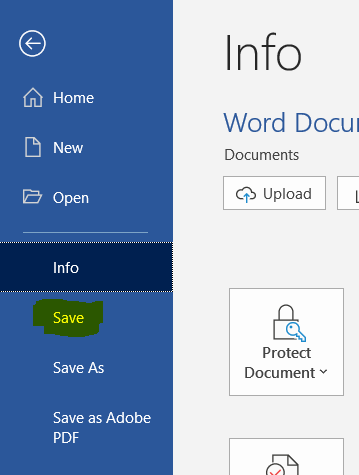 Info
Home
Word Docu
Documents
New
Upload
Open
Info
Save
Protect
Document
Save As
Save as Adobe
PDF